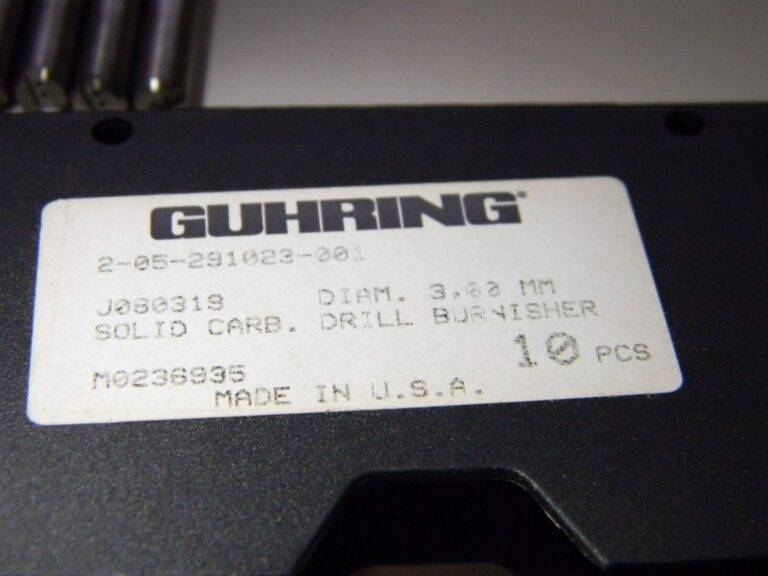 GUHRING®
2-05-291023-001
J080319 DIAM. 3.00 MM
SOLID CARB. DRILL BURNISHER
10 PCS
M0236935
MADE IN U.S.A.